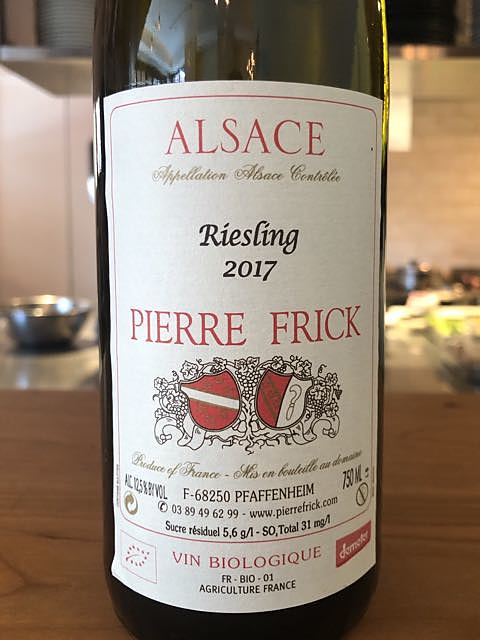 ALSACE
Appellation Alsace Contrôlée
Riesling
2017
PIERRE FRICK
Produce of France - Mis en bouteille au domaine
ALC. 12,5 % BY VOL. F-68250 PFAFFENHEIM 750 ML e
03 89 49 62 99 - www.pierrefrick.com
Sucre résiduel 5,6 g/l - SO₂ Total 31 mg/l
VIN BIOLOGIQUE
demeter
FR - BIO - 01
AGRICULTURE FRANCE